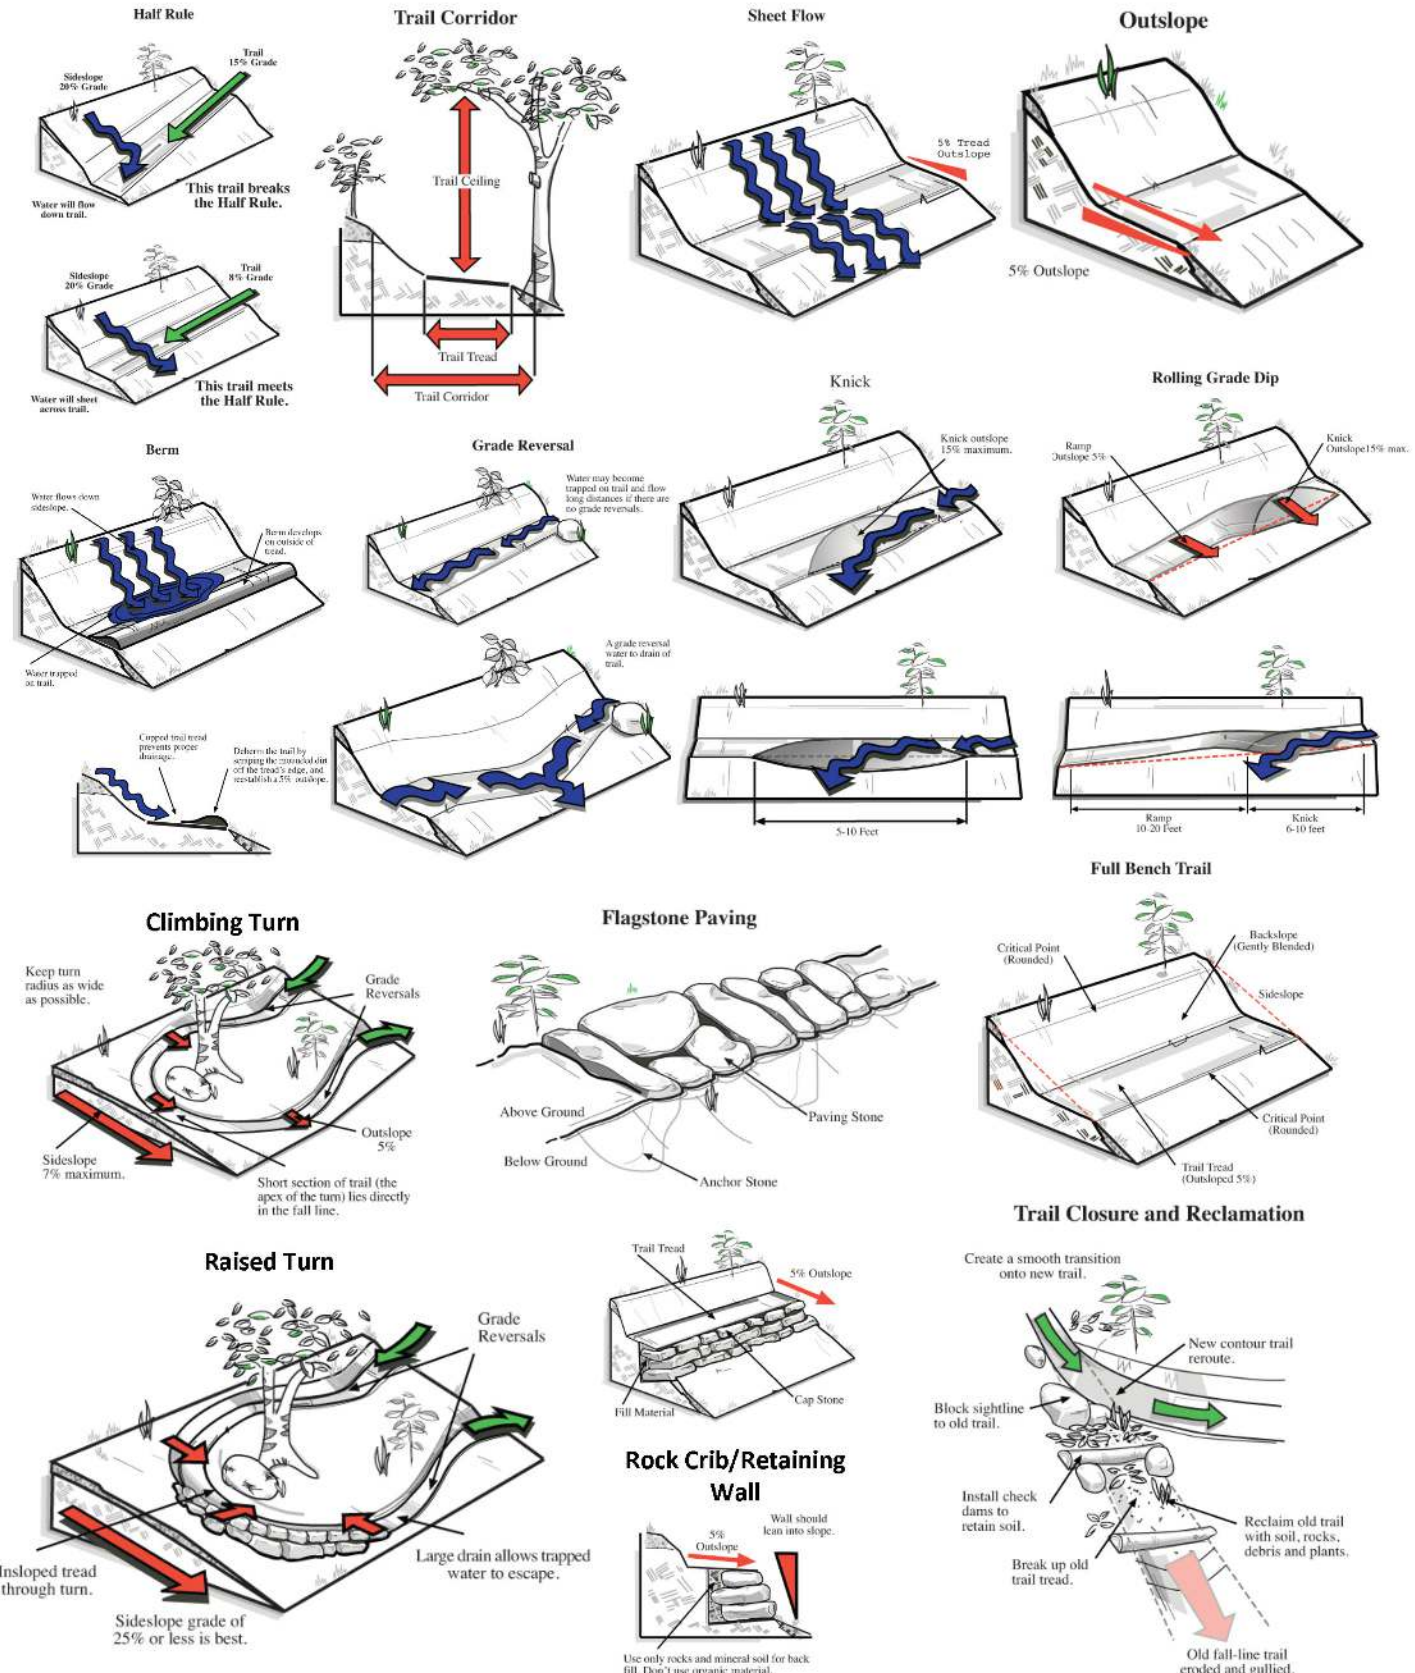 Half Rule
Sideslope
20% Grade
Trail
15% Grade
This trail breaks
the Half Rule.
Water will flow
down trail.
Sideslope
20% Grade
Trail
8% Grade
This trail meets
the Half Rule.
Water will sheet
across trail.
Trail Corridor
Trail Ceiling
Trail Tread
Trail Corridor
Sheet Flow
5% Tread
Outslope
Outslope
5% Outslope
Berm
Water flows down
sideslope.
Berm develops
on outside of
tread.
Water trapped
on trail.
Cupped trail tread
prevents proper
drainage.
Deberm the trail by
scraping the mounded dirt
off the tread's edge, and
reestablish a 5% outslope.
Grade Reversal
Water may become
trapped on trail and flow
long distances if there are
no grade reversals.
A grade reversal
water to drain of
trail.
Knick
Knick outslope
15% maximum.
5-10 Feet
Rolling Grade Dip
Ramp
Outslope 5%
Knick
Outslope15% max.
Ramp
10-20 Feet
Knick
6-10 feet
Climbing Turn
Keep turn
radius as wide
as possible.
Grade
Reversals
Outslope
5%
Sideslope
7% maximum.
Short section of trail (the
apex of the turn) lies directly
in the fall line.
Flagstone Paving
Above Ground
Below Ground
Paving Stone
Anchor Stone
Full Bench Trail
Critical Point
(Rounded)
Backslope
(Gently Blended)
Sideslope
Critical Point
(Rounded)
Trail Tread
(Outsloped 5%)
Raised Turn
Grade
Reversals
Insloped tread
through turn.
Large drain allows trapped
water to escape.
Sideslope grade of
25% or less is best.
Trail Tread
5% Outslope
Fill Material
Cap Stone
Rock Crib/Retaining
Wall
5%
Outslope
Wall should
lean into slope.
Use only rocks and mineral soil for back
fill. Don't use organic material.
Trail Closure and Reclamation
Create a smooth transition
onto new trail.
New contour trail
reroute.
Block sightline
to old trail.
Install check
dams to
retain soil.
Break up old
trail tread.
Reclaim old trail
with soil, rocks,
debris and plants.
Old fall-line trail
eroded and gullied.